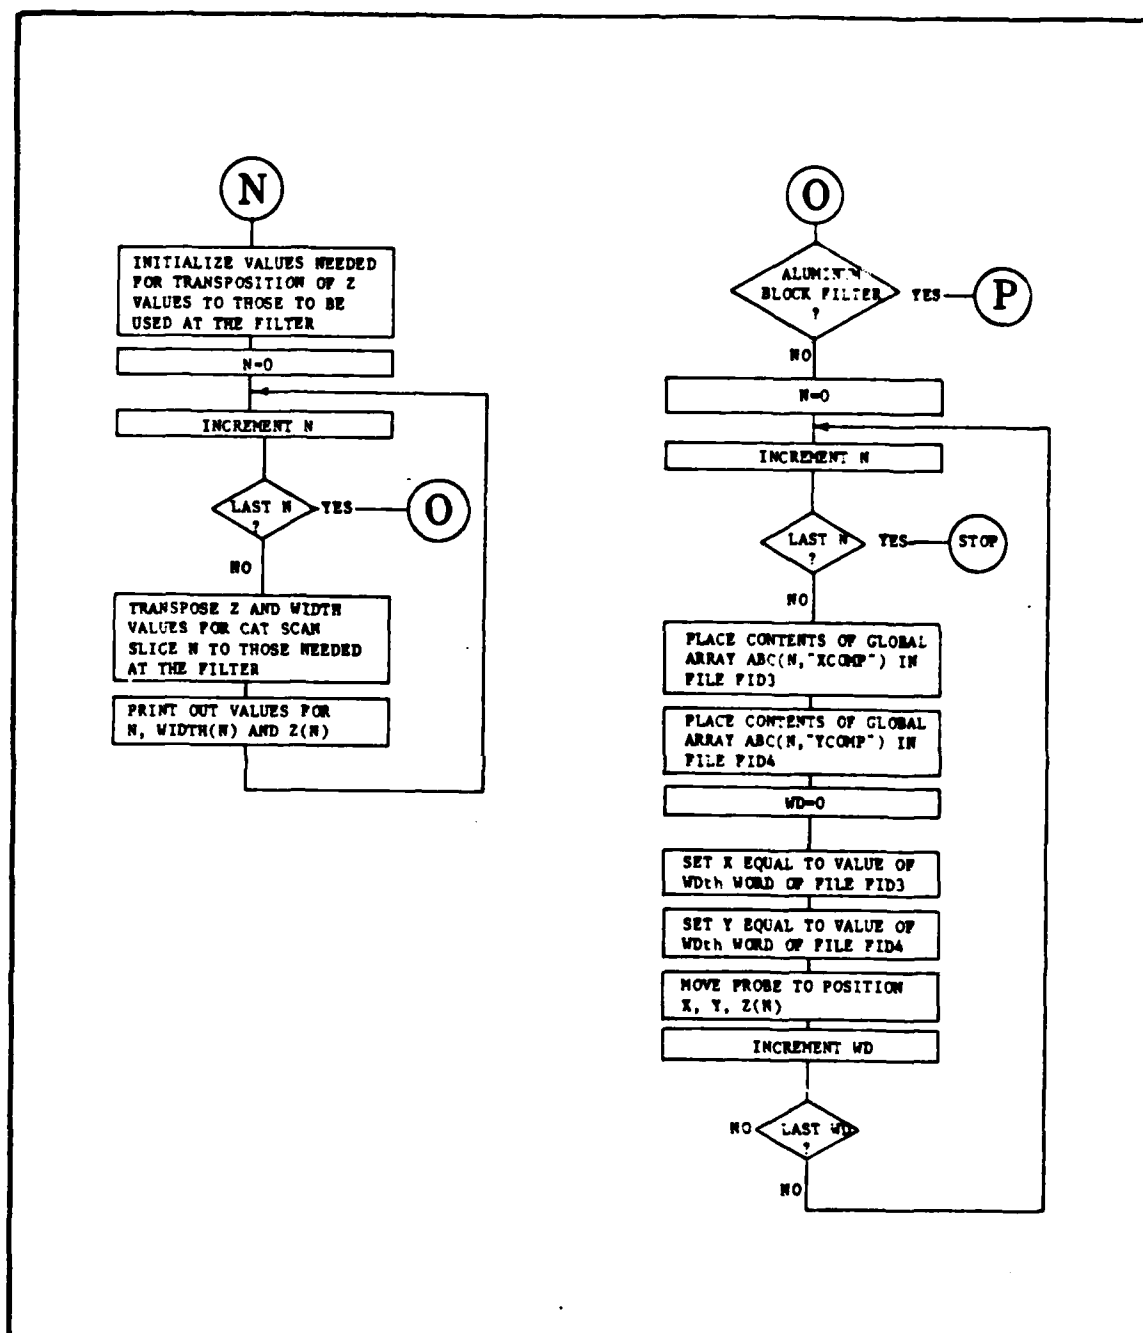 N
INITIALIZE VALUES NEEDED
FOR TRANSPOSITION OF Z
VALUES TO THOSE TO BE
USED AT THE FILTER
N=0
INCREMENT N
LAST N
?
YES
O
NO
TRANSPOSE Z AND WIDTH
VALUES FOR CAT SCAN
SLICE N TO THOSE NEEDED
AT THE FILTER
PRINT OUT VALUES FOR
N, WIDTH(N) AND Z(N)
O
ALUMINUM
BLOCK FILTER
?
YES
P
NO
N=0
INCREMENT N
LAST N
?
YES
STOP
NO
PLACE CONTENTS OF GLOBAL
ARRAY ABC(N,"XCOMP") IN
FILE FID3
PLACE CONTENTS OF GLOBAL
ARRAY ABC(N,"YCOMP") IN
FILE FID4
WD=0
SET X EQUAL TO VALUE OF
WDth WORD OF FILE FID3
SET Y EQUAL TO VALUE OF
WDth WORD OF FILE FID4
MOVE PROBE TO POSITION
X, Y, Z(N)
INCREMENT WD
NO
LAST WD
?
NO